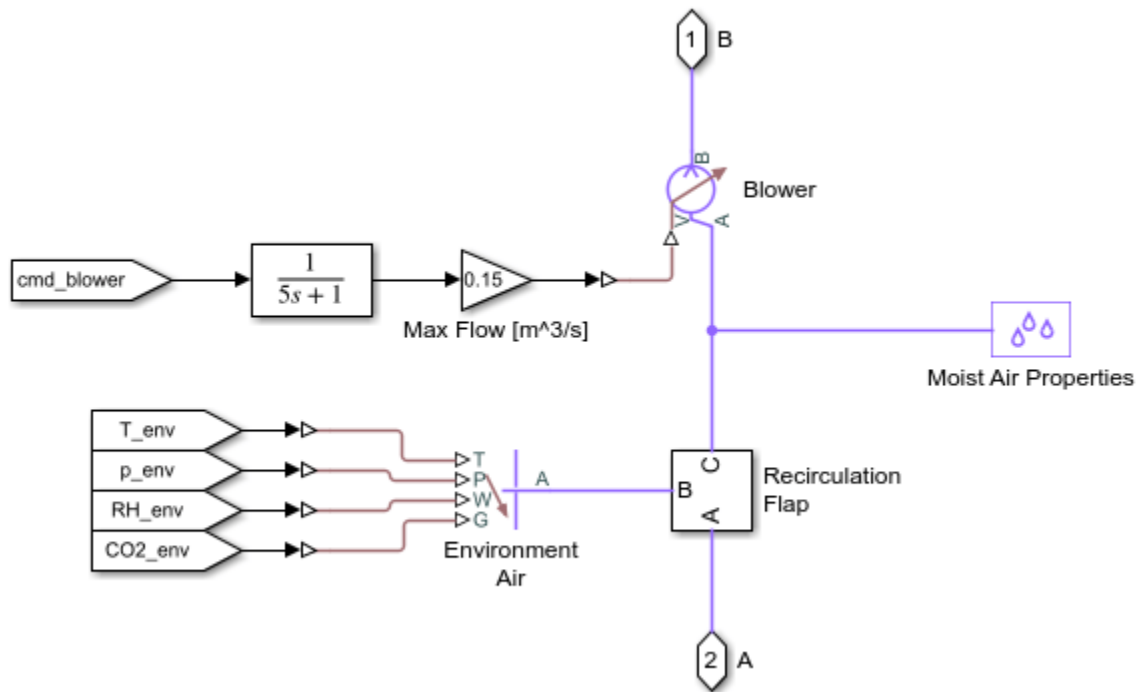 1 B
B
Blower
V A
cmd_blower
1
5s + 1
0.15
Max Flow [m^3/s]
Moist Air Properties
T_env
p_env
RH_env
CO2_env
T
P
W
G
A
Environment
Air
C
B
A
Recirculation
Flap
2 A